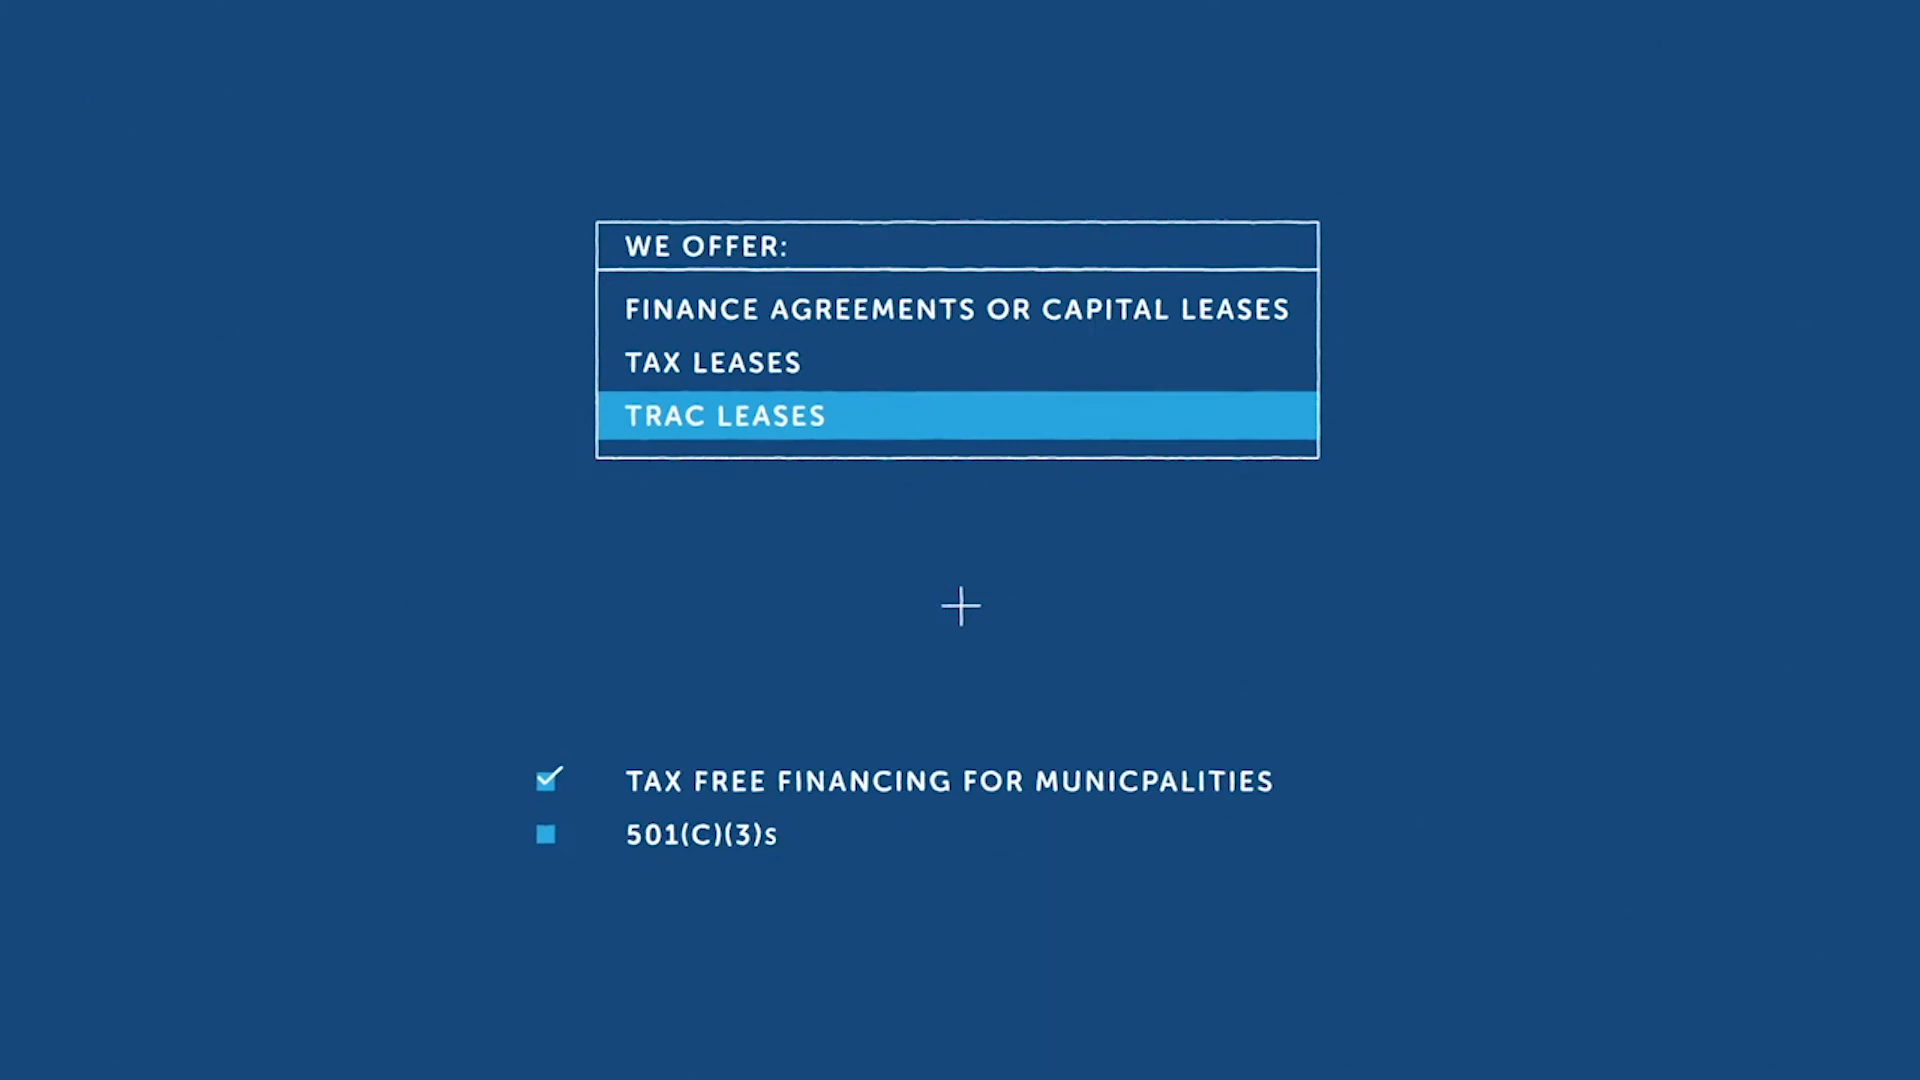 WE OFFER:
FINANCE AGREEMENTS OR CAPITAL LEASES
TAX LEASES
TRAC LEASES
TAX FREE FINANCING FOR MUNICPALITIES
501(C)(3)s